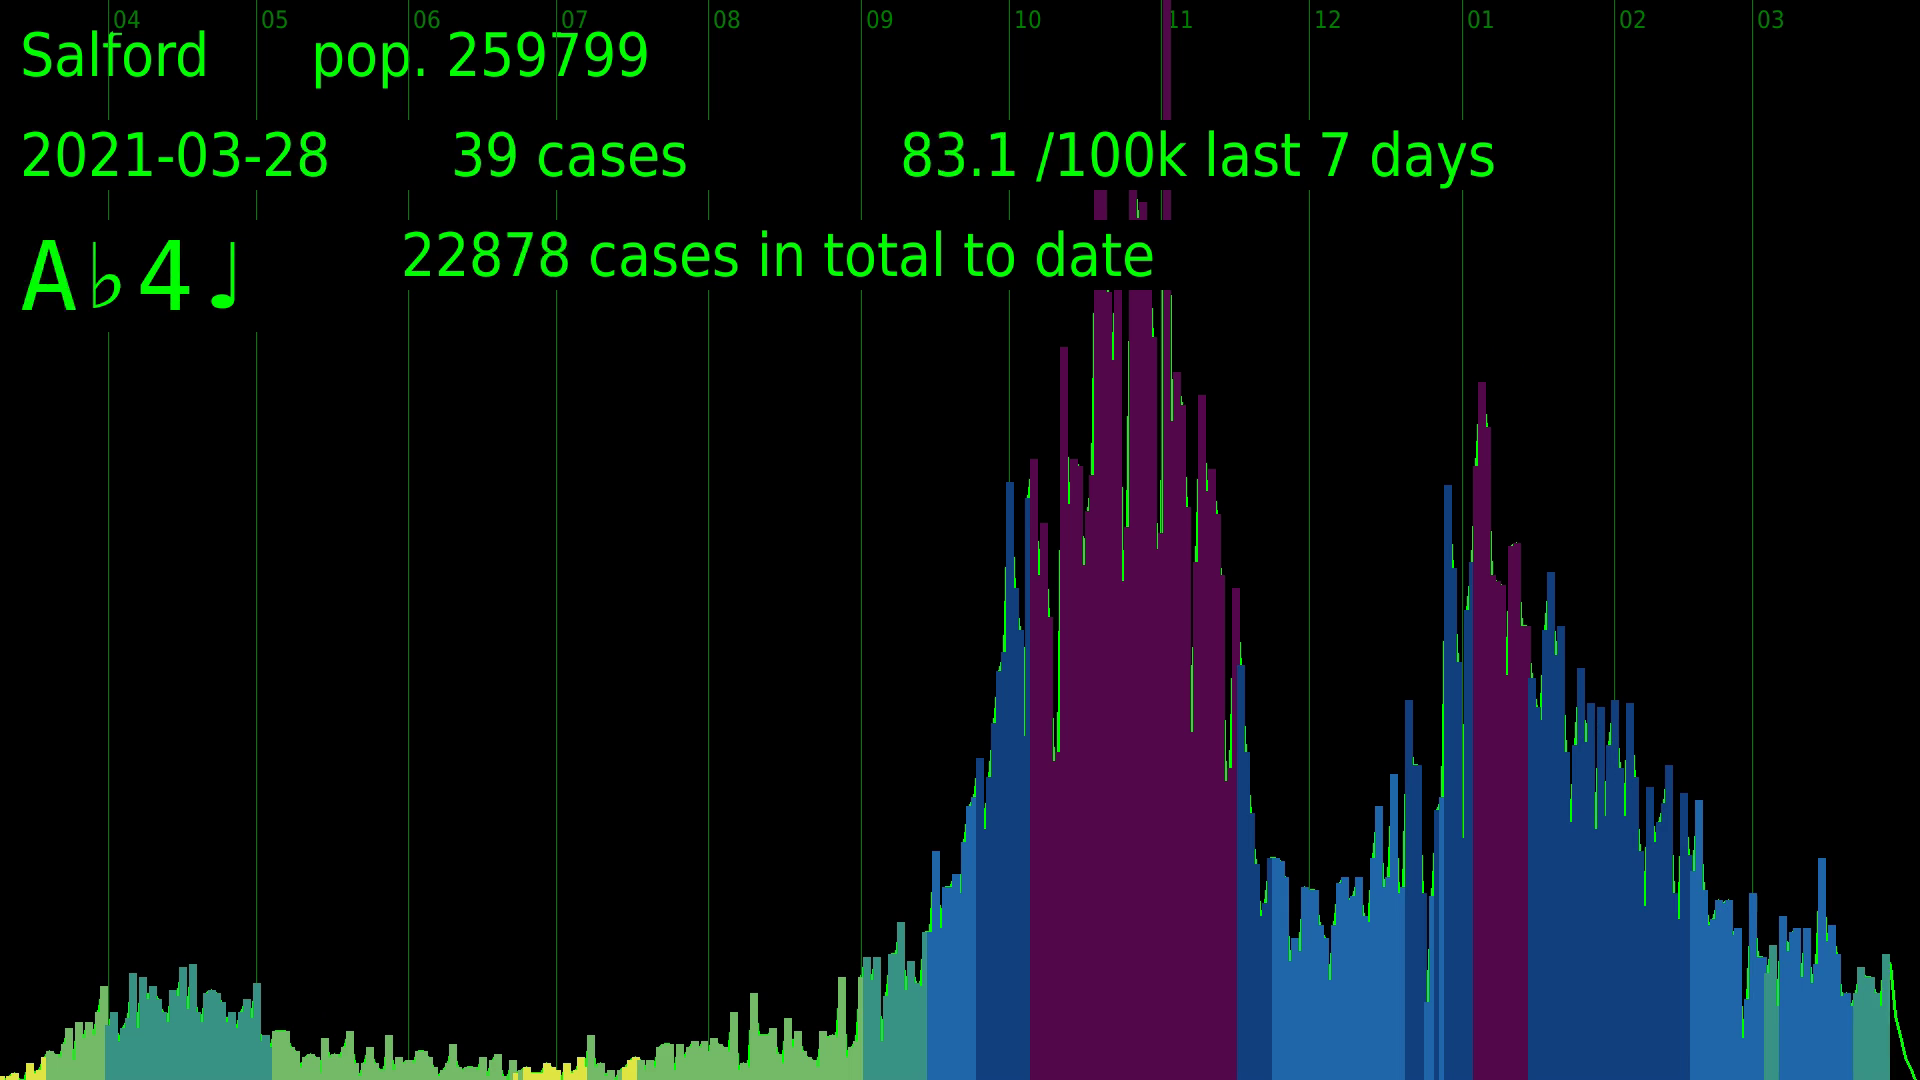 04 05 06 07 08 09 10 11 12 01 02 03
Salford pop. 259799
2021-03-28 39 cases 83.1 /100k last 7 days
A♭4♩ 22878 cases in total to date